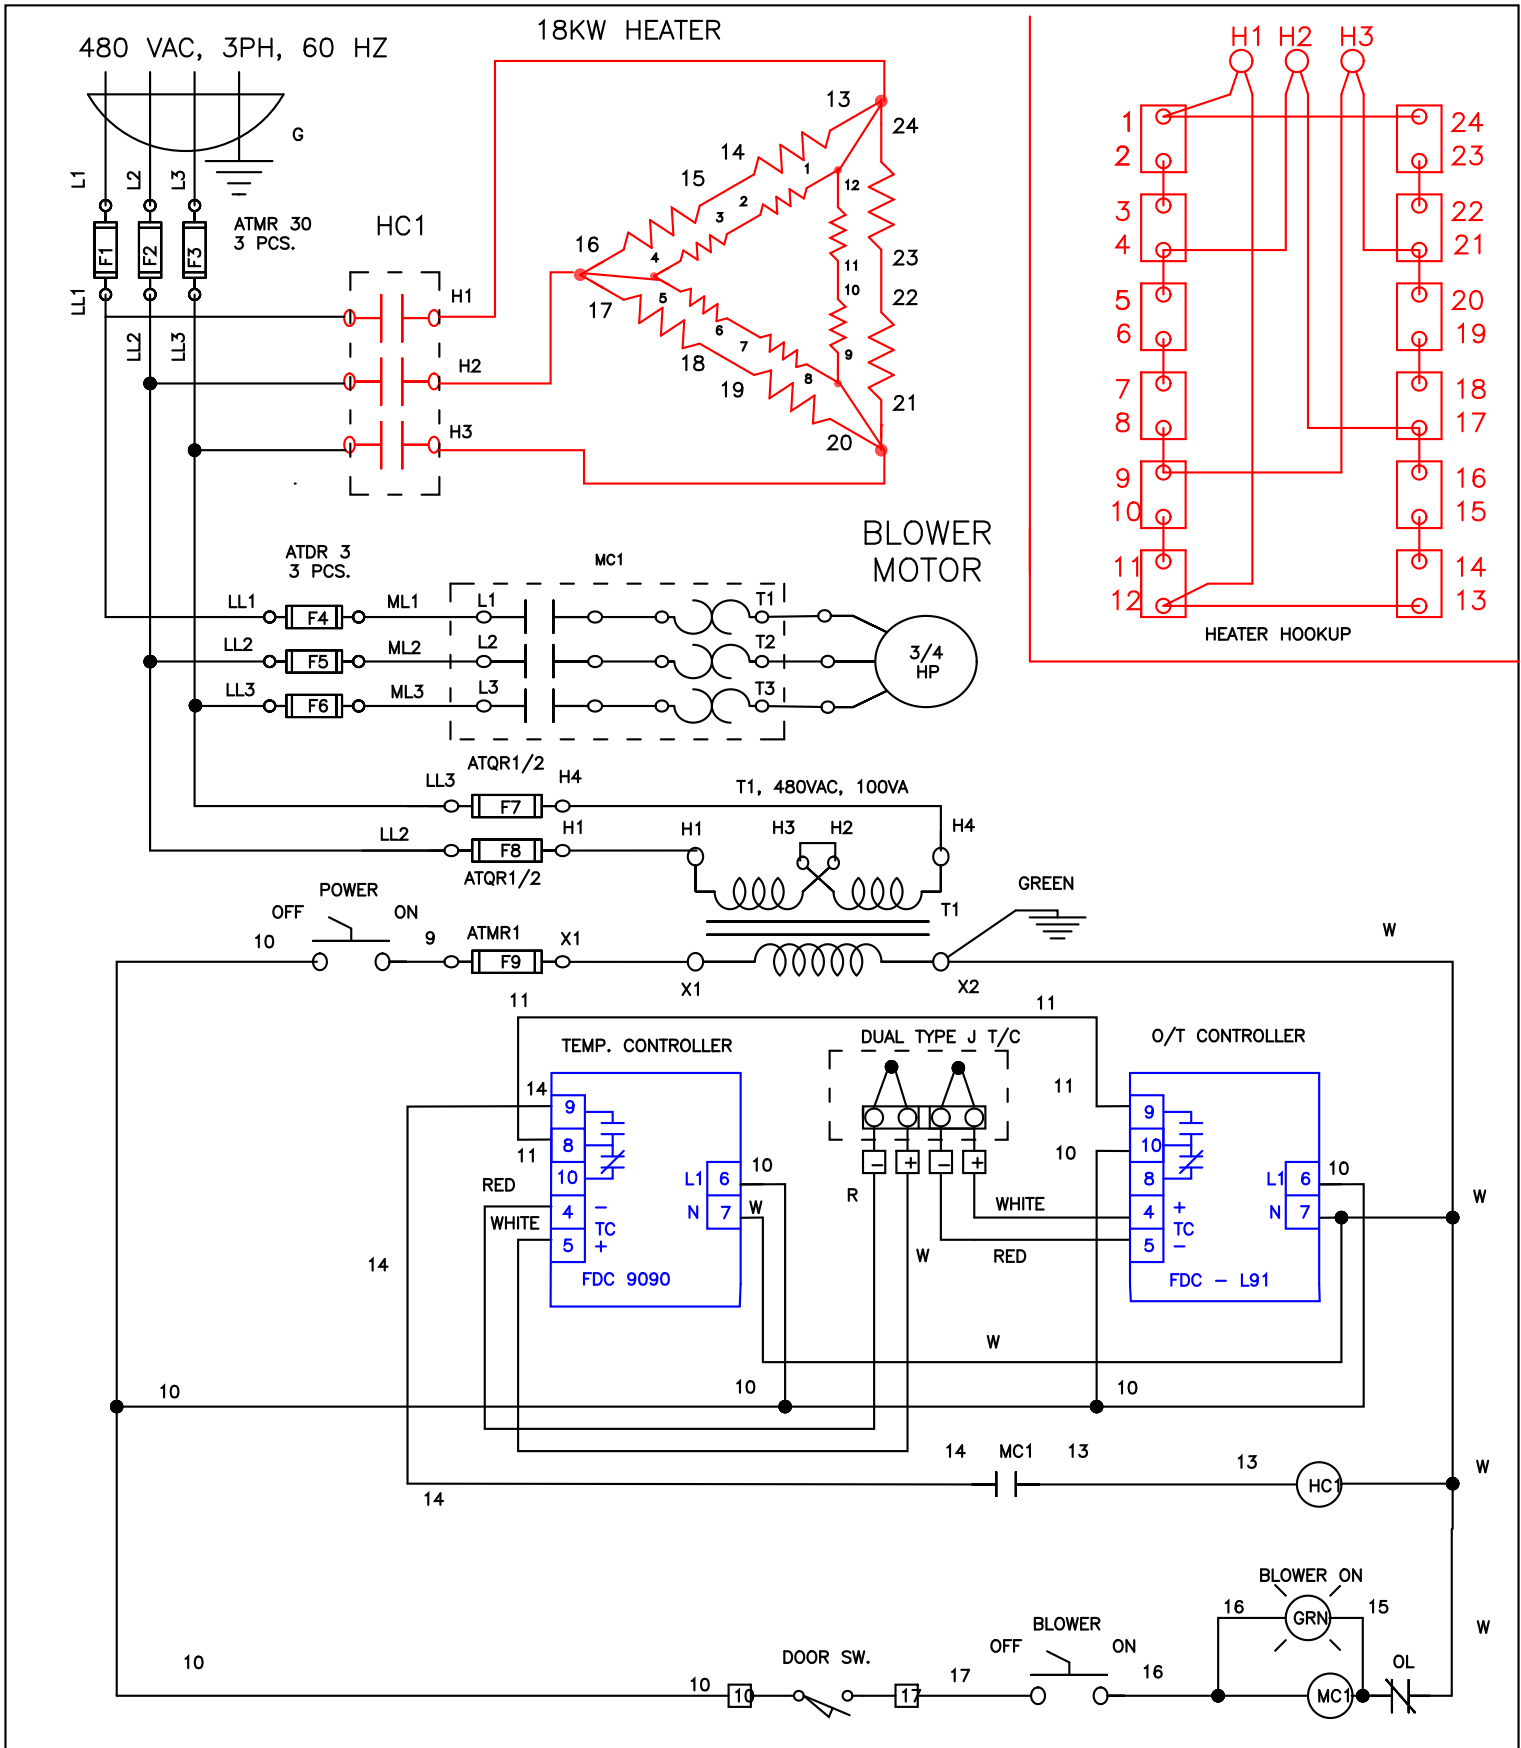 480 VAC, 3PH, 60 HZ
18KW HEATER
G
L1 L2 L3
ATMR 30
3 PCS.
F1 F2 F3
LL1 LL2 LL3
HC1
H1
H2
H3
13
24
14
15
16
17
18
19
20
21
22
23
1
2
3
4
5
6
7
8
9
10
11
12
H1 H2 H3
1 24
2 23
3 22
4 21
5 20
6 19
7 18
8 17
9 16
10 15
11 14
12 13
HEATER HOOKUP
BLOWER
MOTOR
ATDR 3
3 PCS.
MC1
LL1 F4 ML1 L1 T1
LL2 F5 ML2 L2 T2
LL3 F6 ML3 L3 T3
3/4
HP
ATQR1/2
LL3 F7 H4
T1, 480VAC, 100VA
LL2 F8 H1
H1 H3 H2 H4
ATQR1/2
POWER
OFF ON
10 9
ATMR1
F9 X1
X1
T1
X2
GREEN
W
11
11
TEMP. CONTROLLER
DUAL TYPE J T/C
O/T CONTROLLER
14
9
8
11
10
4 -
TC
5 +
RED
WHITE
L1 6
N 7
10
W
FDC 9090
- + - +
R
W
WHITE
RED
11
10
9
10
8
4 +
TC
5 -
L1 6
N 7
10
W
FDC - L91
14
W
10
10
10
14
14 MC1 13
13
HC1
W
BLOWER ON
16 GRN 15
W
10
DOOR SW.
10 10 17 17
BLOWER
OFF ON
16
MC1
OL